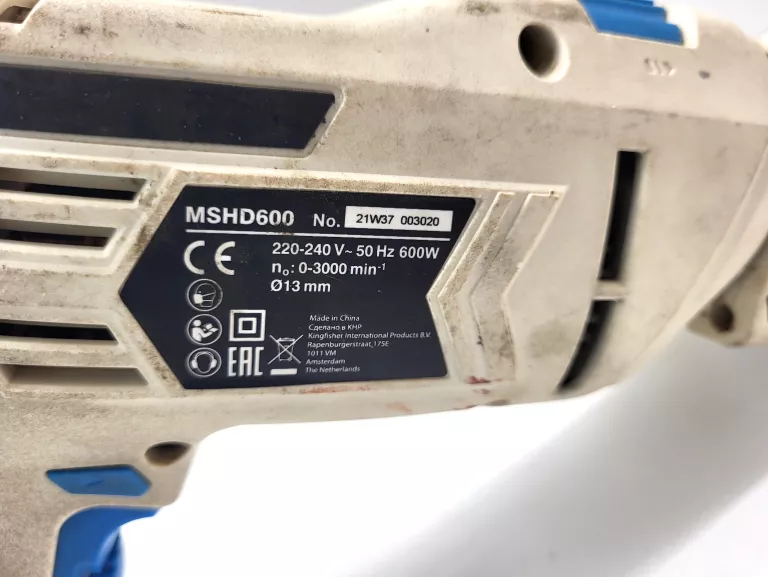 MSHD600 No. 21W37 003020
220-240 V~ 50 Hz 600W
n₀: 0-3000 min⁻¹
Ø13 mm
CE
Made in China
Сделано в КНР
Kingfisher International Products B.V.
Rapenburgerstraat, 175E
1011 VM
Amsterdam
The Netherlands
EAC